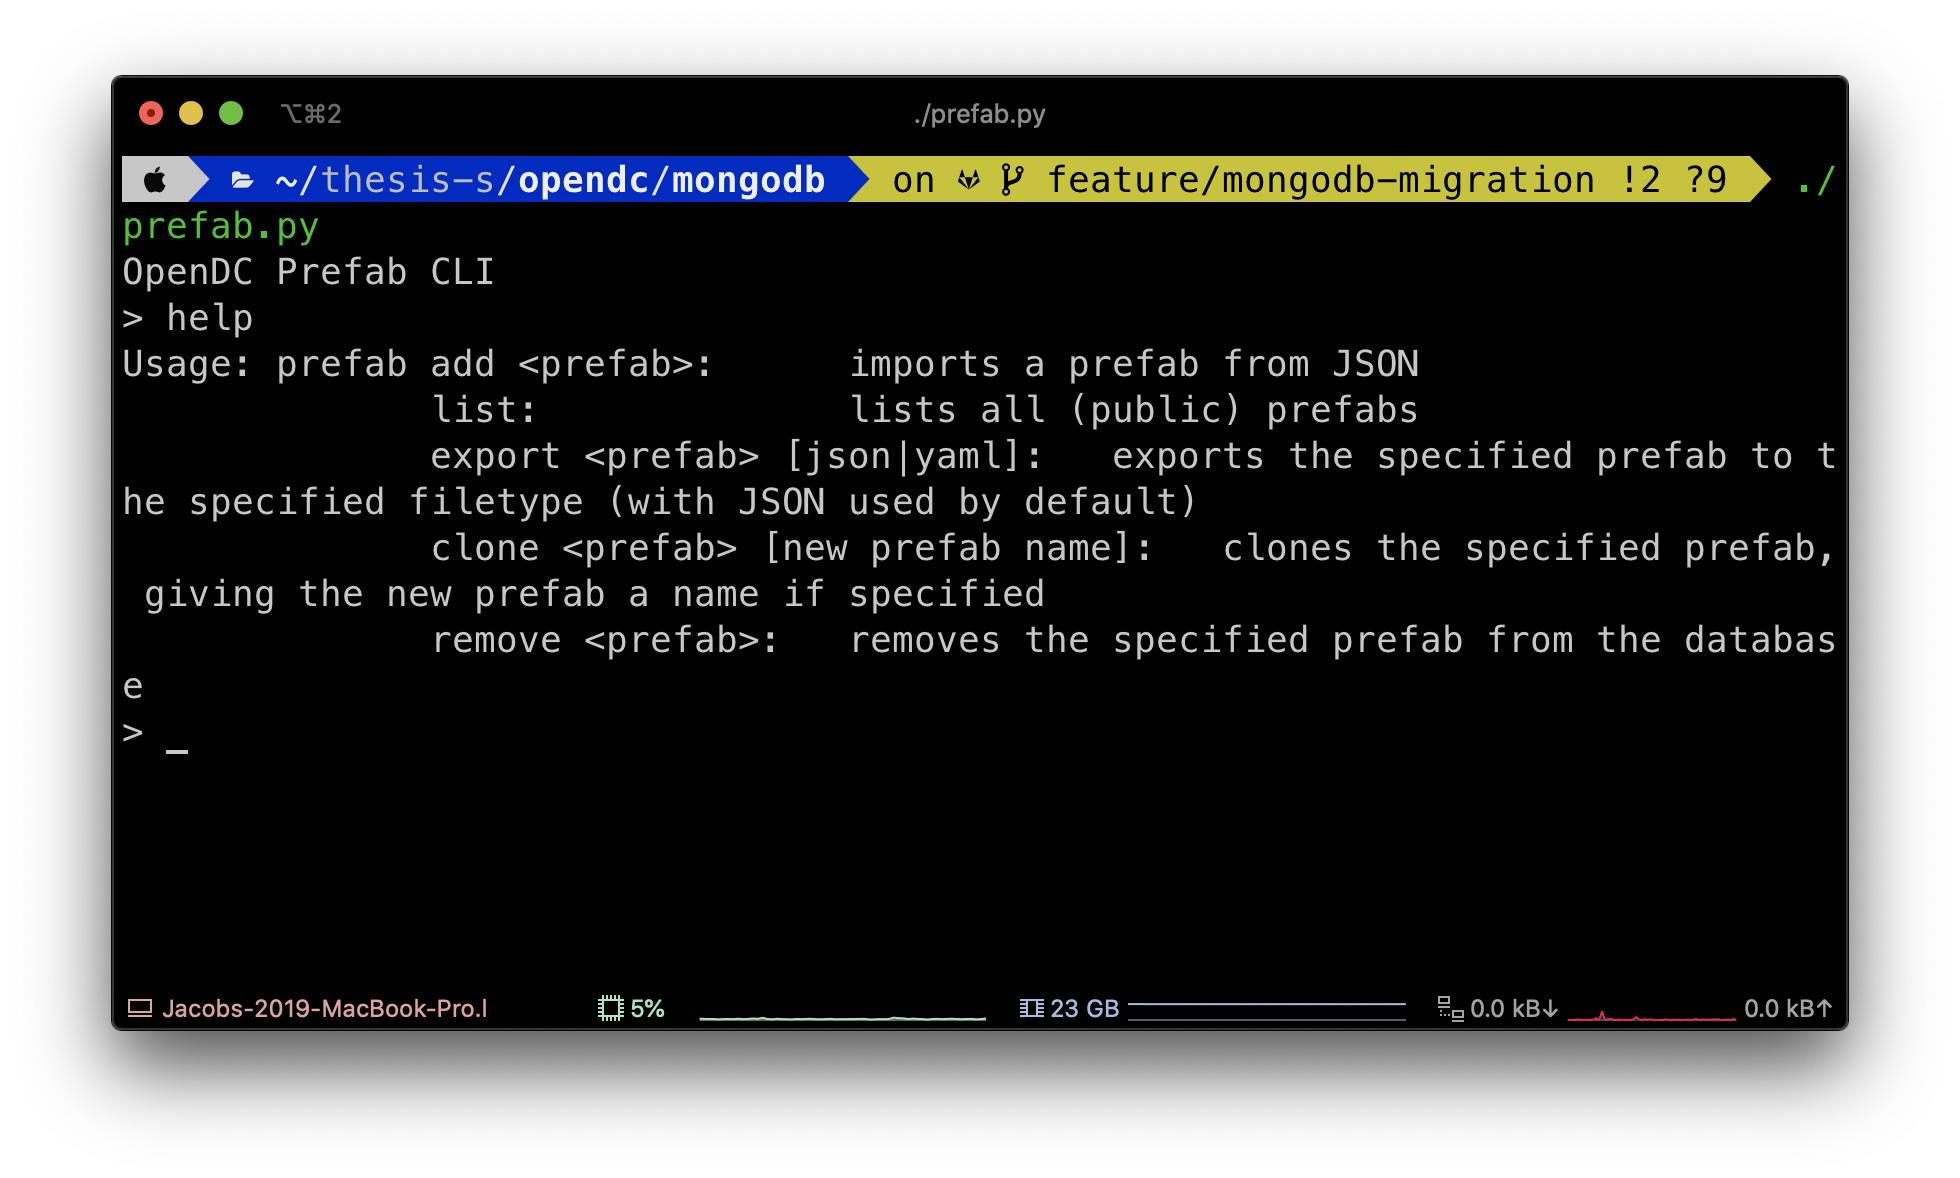 ⌥⌘2 ./prefab.py
~/thesis-s/opendc/mongodb on feature/mongodb-migration !2 ?9 ./
prefab.py
OpenDC Prefab CLI
> help
Usage: prefab add <prefab>: imports a prefab from JSON
list: lists all (public) prefabs
export <prefab> [json|yaml]: exports the specified prefab to t
he specified filetype (with JSON used by default)
clone <prefab> [new prefab name]: clones the specified prefab,
giving the new prefab a name if specified
remove <prefab>: removes the specified prefab from the databas
e
> _
Jacobs-2019-MacBook-Pro.l 5% 23 GB 0.0 kB↓ 0.0 kB↑